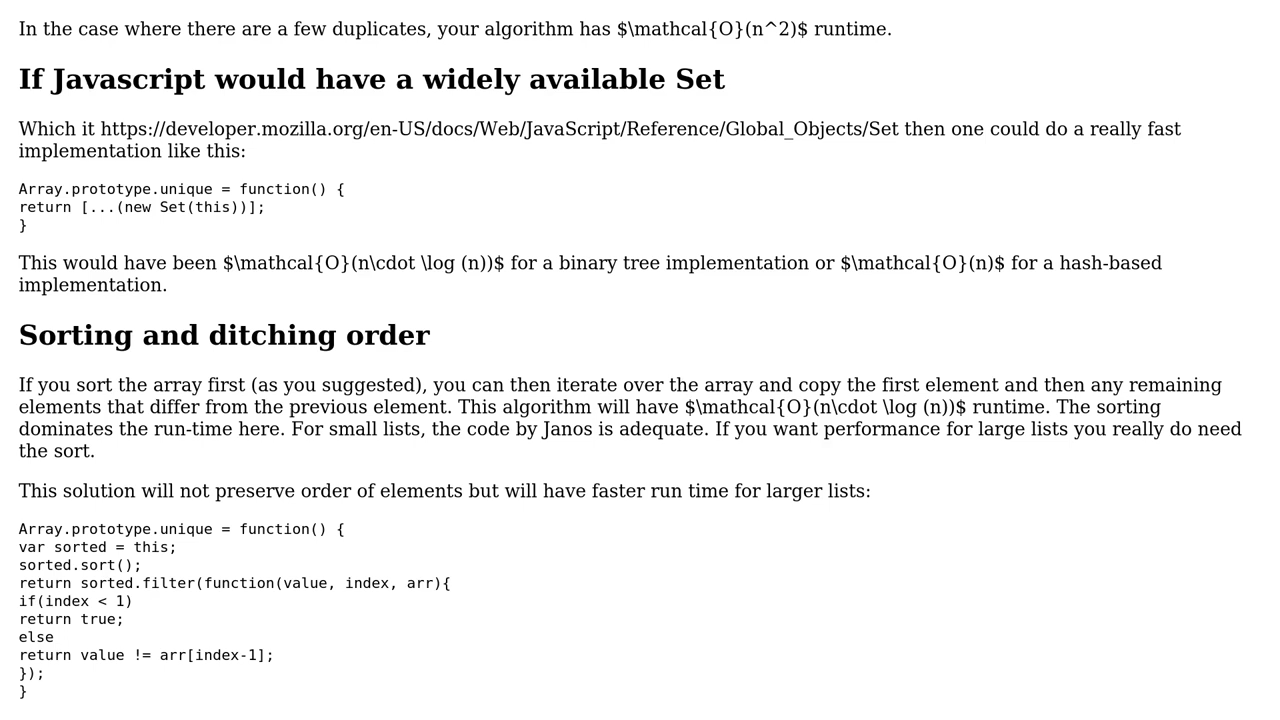 In the case where there are a few duplicates, your algorithm has $\mathcal{O}(n^2)$ runtime.
If Javascript would have a widely available Set
Which it https://developer.mozilla.org/en-US/docs/Web/JavaScript/Reference/Global_Objects/Set then one could do a really fast
implementation like this:
Array.prototype.unique = function() {
return [...(new Set(this))];
}
This would have been $\mathcal{O}(n\cdot \log (n))$ for a binary tree implementation or $\mathcal{O}(n)$ for a hash-based
implementation.
Sorting and ditching order
If you sort the array first (as you suggested), you can then iterate over the array and copy the first element and then any remaining
elements that differ from the previous element. This algorithm will have $\mathcal{O}(n\cdot \log (n))$ runtime. The sorting
dominates the run-time here. For small lists, the code by Janos is adequate. If you want performance for large lists you really do need
the sort.
This solution will not preserve order of elements but will have faster run time for larger lists:
Array.prototype.unique = function() {
var sorted = this;
sorted.sort();
return sorted.filter(function(value, index, arr){
if(index < 1)
return true;
else
return value != arr[index-1];
});
}